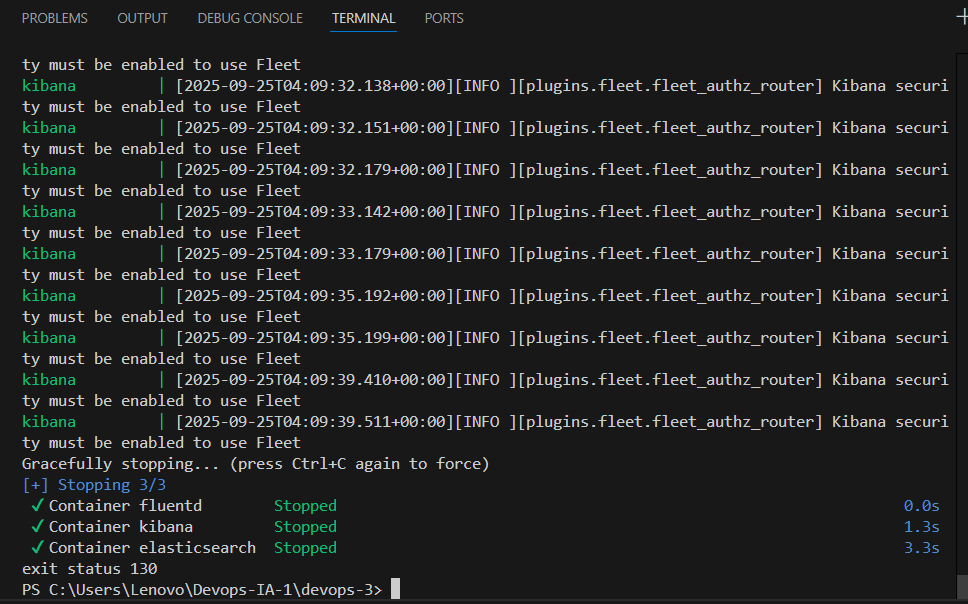 PROBLEMS OUTPUT DEBUG CONSOLE TERMINAL PORTS
ty must be enabled to use Fleet
kibana | [2025-09-25T04:09:32.138+00:00][INFO ][plugins.fleet.fleet_authz_router] Kibana securi
ty must be enabled to use Fleet
kibana | [2025-09-25T04:09:32.151+00:00][INFO ][plugins.fleet.fleet_authz_router] Kibana securi
ty must be enabled to use Fleet
kibana | [2025-09-25T04:09:32.179+00:00][INFO ][plugins.fleet.fleet_authz_router] Kibana securi
ty must be enabled to use Fleet
kibana | [2025-09-25T04:09:33.142+00:00][INFO ][plugins.fleet.fleet_authz_router] Kibana securi
ty must be enabled to use Fleet
kibana | [2025-09-25T04:09:33.179+00:00][INFO ][plugins.fleet.fleet_authz_router] Kibana securi
ty must be enabled to use Fleet
kibana | [2025-09-25T04:09:35.192+00:00][INFO ][plugins.fleet.fleet_authz_router] Kibana securi
ty must be enabled to use Fleet
kibana | [2025-09-25T04:09:35.199+00:00][INFO ][plugins.fleet.fleet_authz_router] Kibana securi
ty must be enabled to use Fleet
kibana | [2025-09-25T04:09:39.410+00:00][INFO ][plugins.fleet.fleet_authz_router] Kibana securi
ty must be enabled to use Fleet
kibana | [2025-09-25T04:09:39.511+00:00][INFO ][plugins.fleet.fleet_authz_router] Kibana securi
ty must be enabled to use Fleet
Gracefully stopping... (press Ctrl+C again to force)
[+] Stopping 3/3
✔ Container fluentd Stopped 0.0s
✔ Container kibana Stopped 1.3s
✔ Container elasticsearch Stopped 3.3s
exit status 130
PS C:\Users\Lenovo\Devops-IA-1\devops-3>